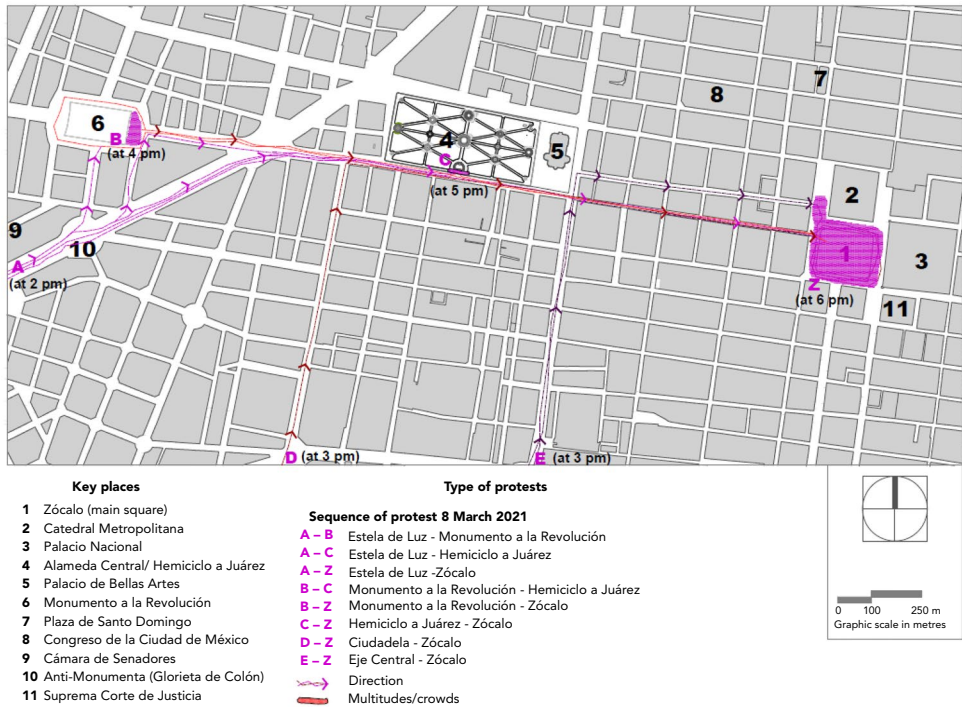 7
8
6
B
(at 4 pm)
4
C
5
(at 5 pm)
2
9
10
A
(at 2 pm)
1
3
Z
(at 6 pm)
11
D (at 3 pm)
E (at 3 pm)
Key places
1 Zócalo (main square)
2 Catedral Metropolitana
3 Palacio Nacional
4 Alameda Central/ Hemiciclo a Juárez
5 Palacio de Bellas Artes
6 Monumento a la Revolución
7 Plaza de Santo Domingo
8 Congreso de la Ciudad de México
9 Cámara de Senadores
10 Anti-Monumenta (Glorieta de Colón)
11 Suprema Corte de Justicia
Type of protests
Sequence of protest 8 March 2021
A – B Estela de Luz - Monumento a la Revolución
A – C Estela de Luz - Hemiciclo a Juárez
A – Z Estela de Luz -Zócalo
B – C Monumento a la Revolución - Hemiciclo a Juárez
B – Z Monumento a la Revolución - Zócalo
C – Z Hemiciclo a Juárez - Zócalo
D – Z Ciudadela - Zócalo
E – Z Eje Central - Zócalo
Direction
Multitudes/crowds
0 100 250 m
Graphic scale in metres